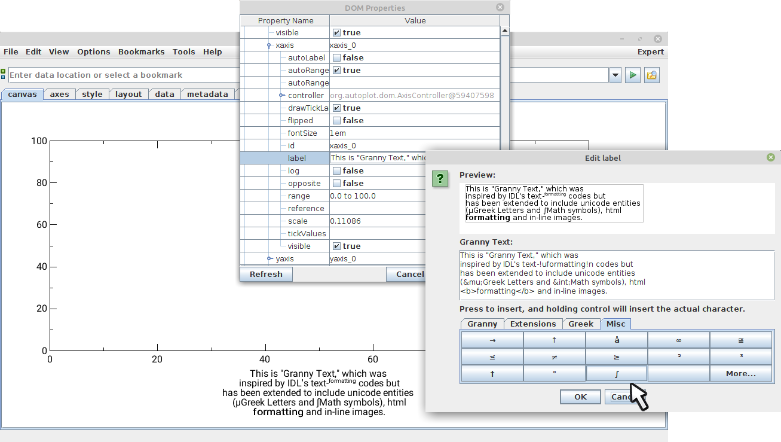 DOM Properties
Property Name Value
visible true
xaxis xaxis_0
autoLabel false
autoRange true
autoRange
controller org.autoplot.dom.AxisController@59407598
drawTickLa true
flipped false
fontSize 1em
id xaxis_0
label This is "Granny Text," which
log false
opposite false
range 0.0 to 100.0
reference
scale 0.11086
tickValues
visible true
yaxis yaxis_0
Refresh Cancel
File Edit View Options Bookmarks Tools Help Expert
Enter data location or select a bookmark
canvas axes style layout data metadata
100
80
60
40
20
0
0 20 40 60
This is "Granny Text," which was
inspired by IDL's text-formatting codes but
has been extended to include unicode entities
(μGreek Letters and ∫Math symbols), html
formatting and in-line images.
Edit label
?
Preview:
This is "Granny Text," which was
inspired by IDL's text-formatting codes but
has been extended to include unicode entities
(μGreek Letters and ∫Math symbols), html
formatting and in-line images.
Granny Text:
This is "Granny Text," which was
inspired by IDL's text-!uformatting!n codes but
has been extended to include unicode entities
(&mu;Greek Letters and &int;Math symbols), html
<b>formatting</b> and in-line images.
Press to insert, and holding control will insert the actual character.
Granny Extensions Greek Misc
→ ↑ å ∞
≤ ≠ ≥ ² ³
† ° ∫ More...
OK Canc